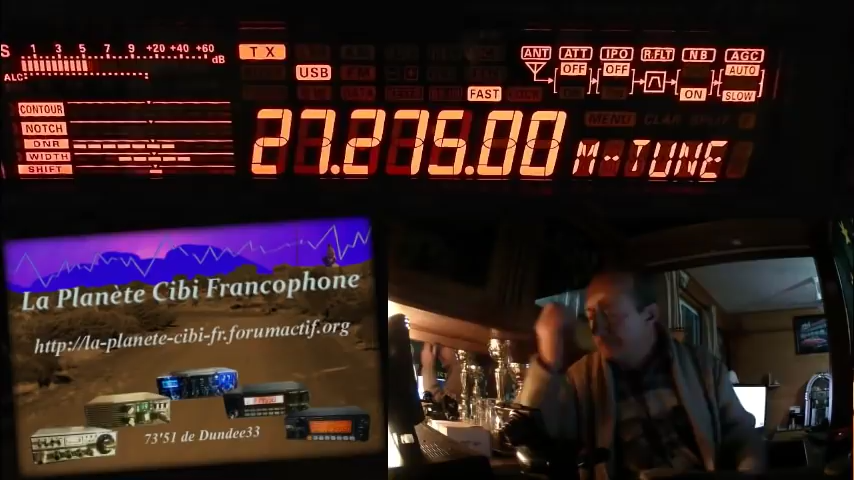 S 1 3 5 7 9 +20 +40 +60 dB
ALC
TX
USB
FAST
ANT ATT IPO R.FLT NB AGC
OFF OFF AUTO
ON SLOW
CONTOUR
NOTCH
DNR
WIDTH
SHIFT
27.275.00 M-TUNE
MENU CLAR SPLIT
La Planète Cibi Francophone
http://la-planete-cibi-fr.forumactif.org
73'51 de Dundee33